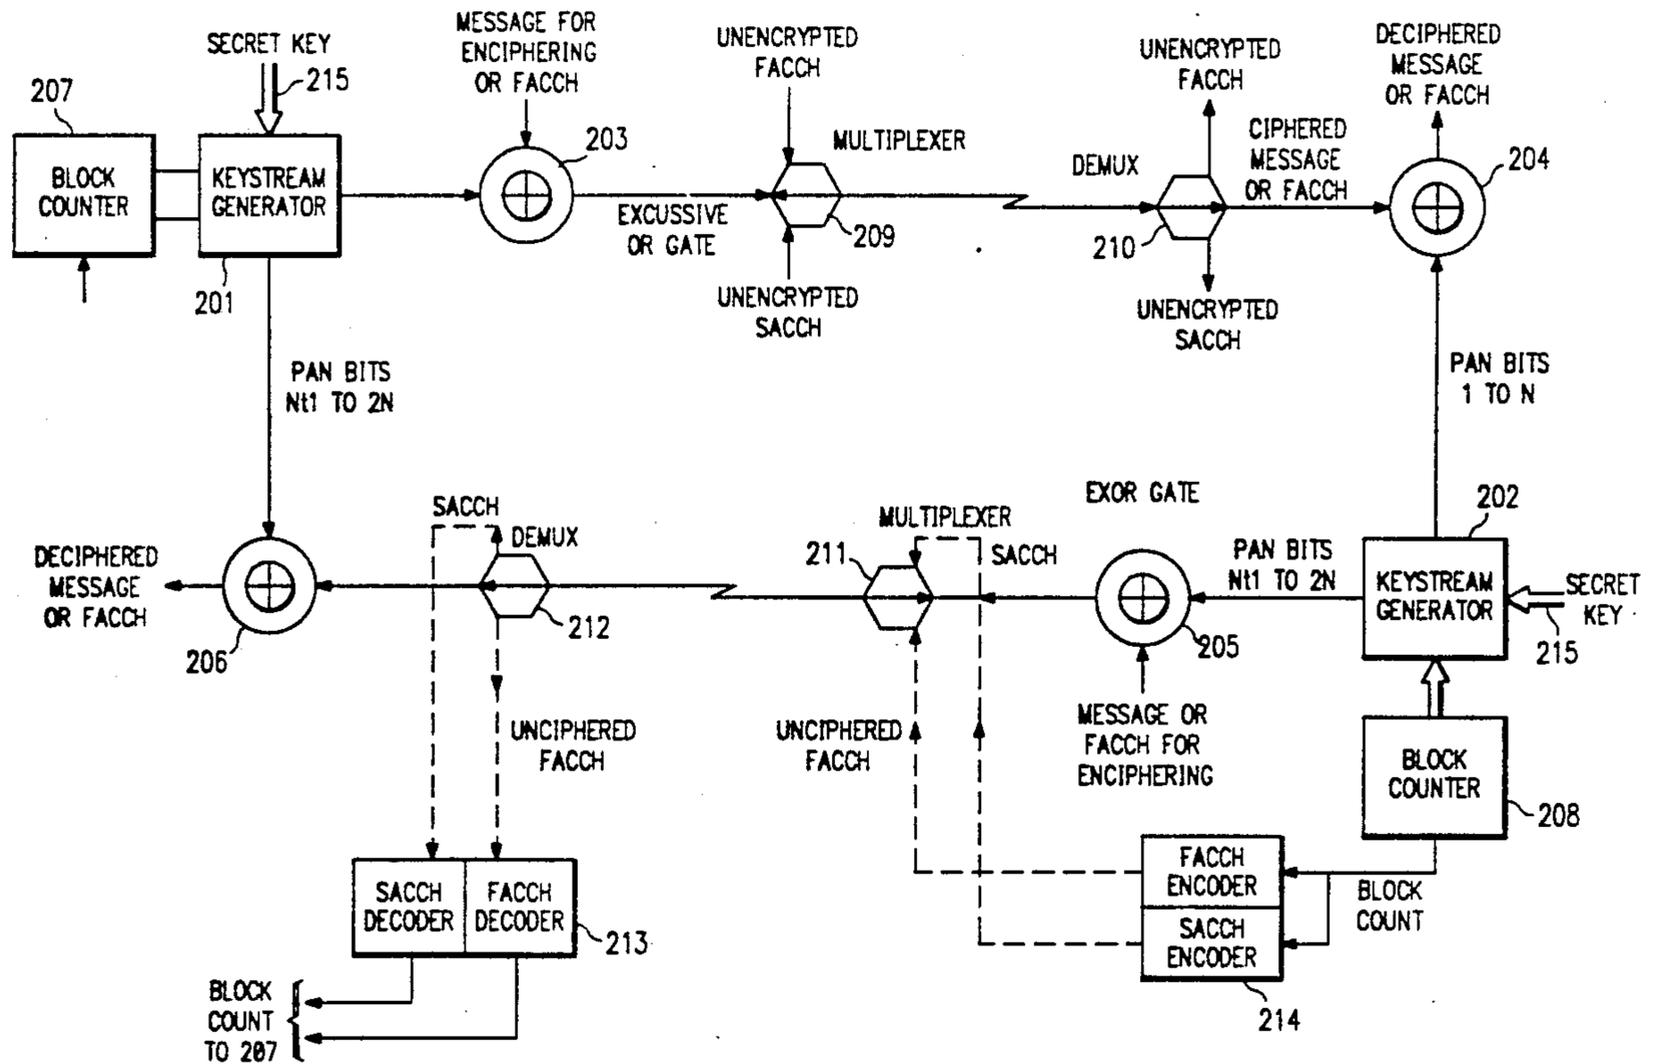 SECRET KEY
215
207
BLOCK
COUNTER
KEYSTREAM
GENERATOR
201
MESSAGE FOR
ENCIPHERING
OR FACCH
203
EXCUSSIVE
OR GATE
UNENCRYPTED
FACCH
MULTIPLEXER
209
UNENCRYPTED
SACCH
DEMUX
210
UNENCRYPTED
FACCH
UNENCRYPTED
SACCH
CIPHERED
MESSAGE
OR FACCH
DECIPHERED
MESSAGE
OR FACCH
204
PAN BITS
Nt1 TO 2N
PAN BITS
1 TO N
DECIPHERED
MESSAGE
OR FACCH
206
SACCH
DEMUX
212
UNCIPHERED
FACCH
SACCH
DECODER
FACCH
DECODER
213
BLOCK
COUNT
TO 207
211
MULTIPLEXER
SACCH
UNCIPHERED
FACCH
EXOR GATE
205
MESSAGE OR
FACCH FOR
ENCIPHERING
PAN BITS
Nt1 TO 2N
202
KEYSTREAM
GENERATOR
SECRET
KEY
215
BLOCK
COUNTER
208
FACCH
ENCODER
SACCH
ENCODER
214
BLOCK
COUNT